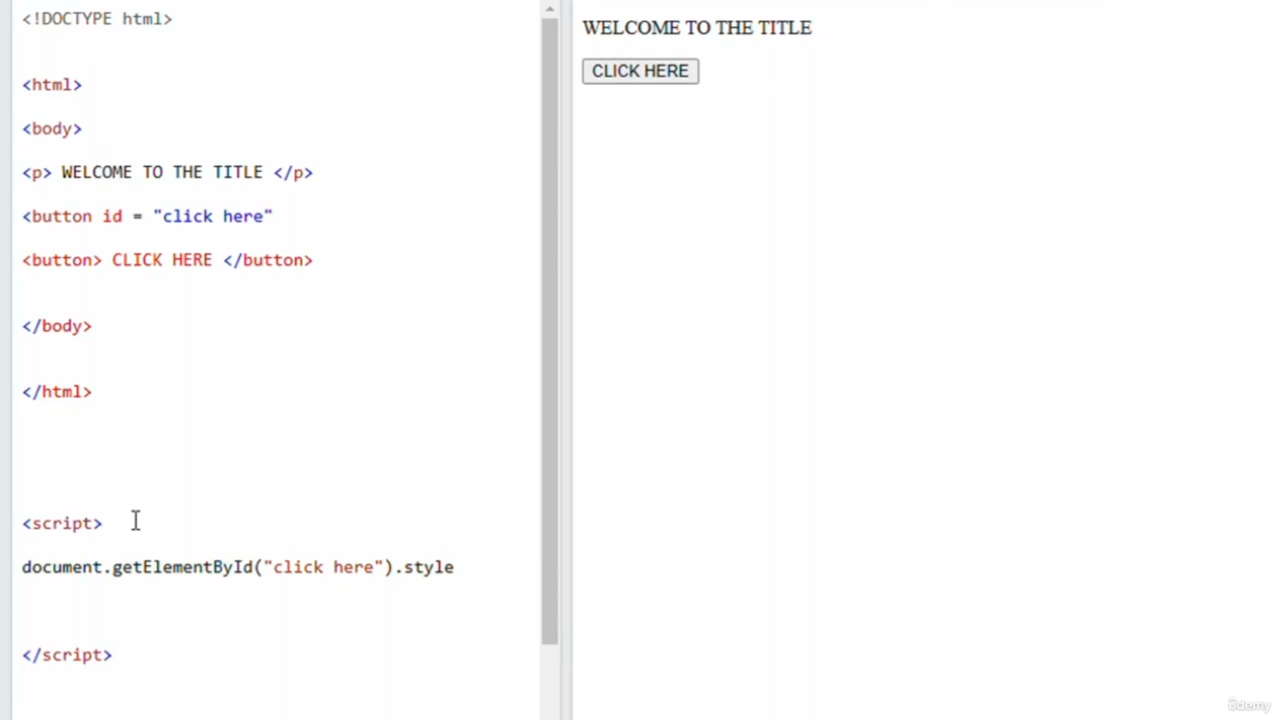 <!DOCTYPE html>
<html>
<body>
<p> WELCOME TO THE TITLE </p>
<button id = "click here"
<button> CLICK HERE </button>
</body>
</html>
<script>
document.getElementById("click here").style
</script>
WELCOME TO THE TITLE
CLICK HERE
ûdemy